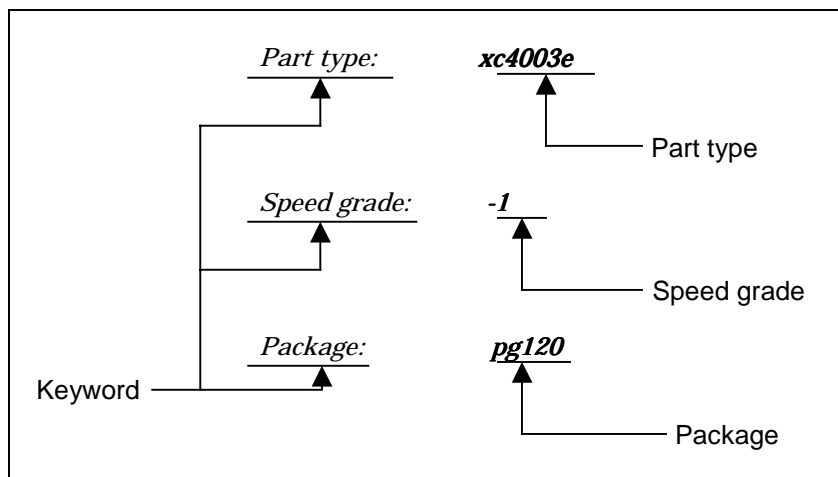 Part type: xc4003e
Part type
Speed grade: -1
Speed grade
Package: pg120
Keyword
Package